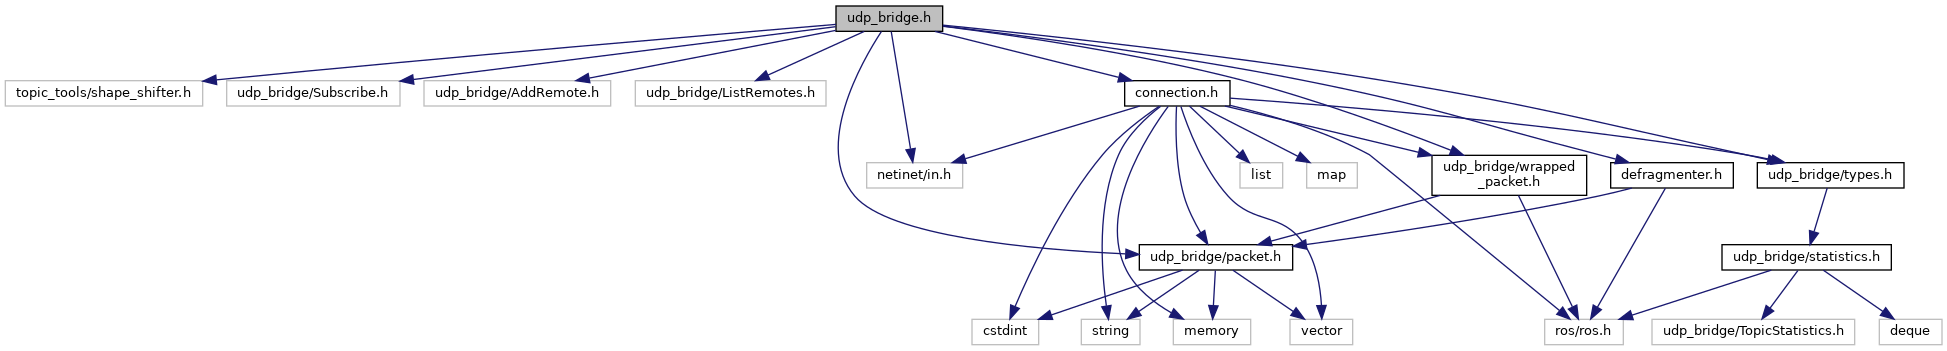 udp_bridge.h
topic_tools/shape_shifter.h
udp_bridge/Subscribe.h
udp_bridge/AddRemote.h
udp_bridge/ListRemotes.h
connection.h
netinet/in.h
list
map
udp_bridge/wrapped
_packet.h
defragmenter.h
udp_bridge/types.h
udp_bridge/packet.h
udp_bridge/statistics.h
cstdint
string
memory
vector
ros/ros.h
udp_bridge/TopicStatistics.h
deque